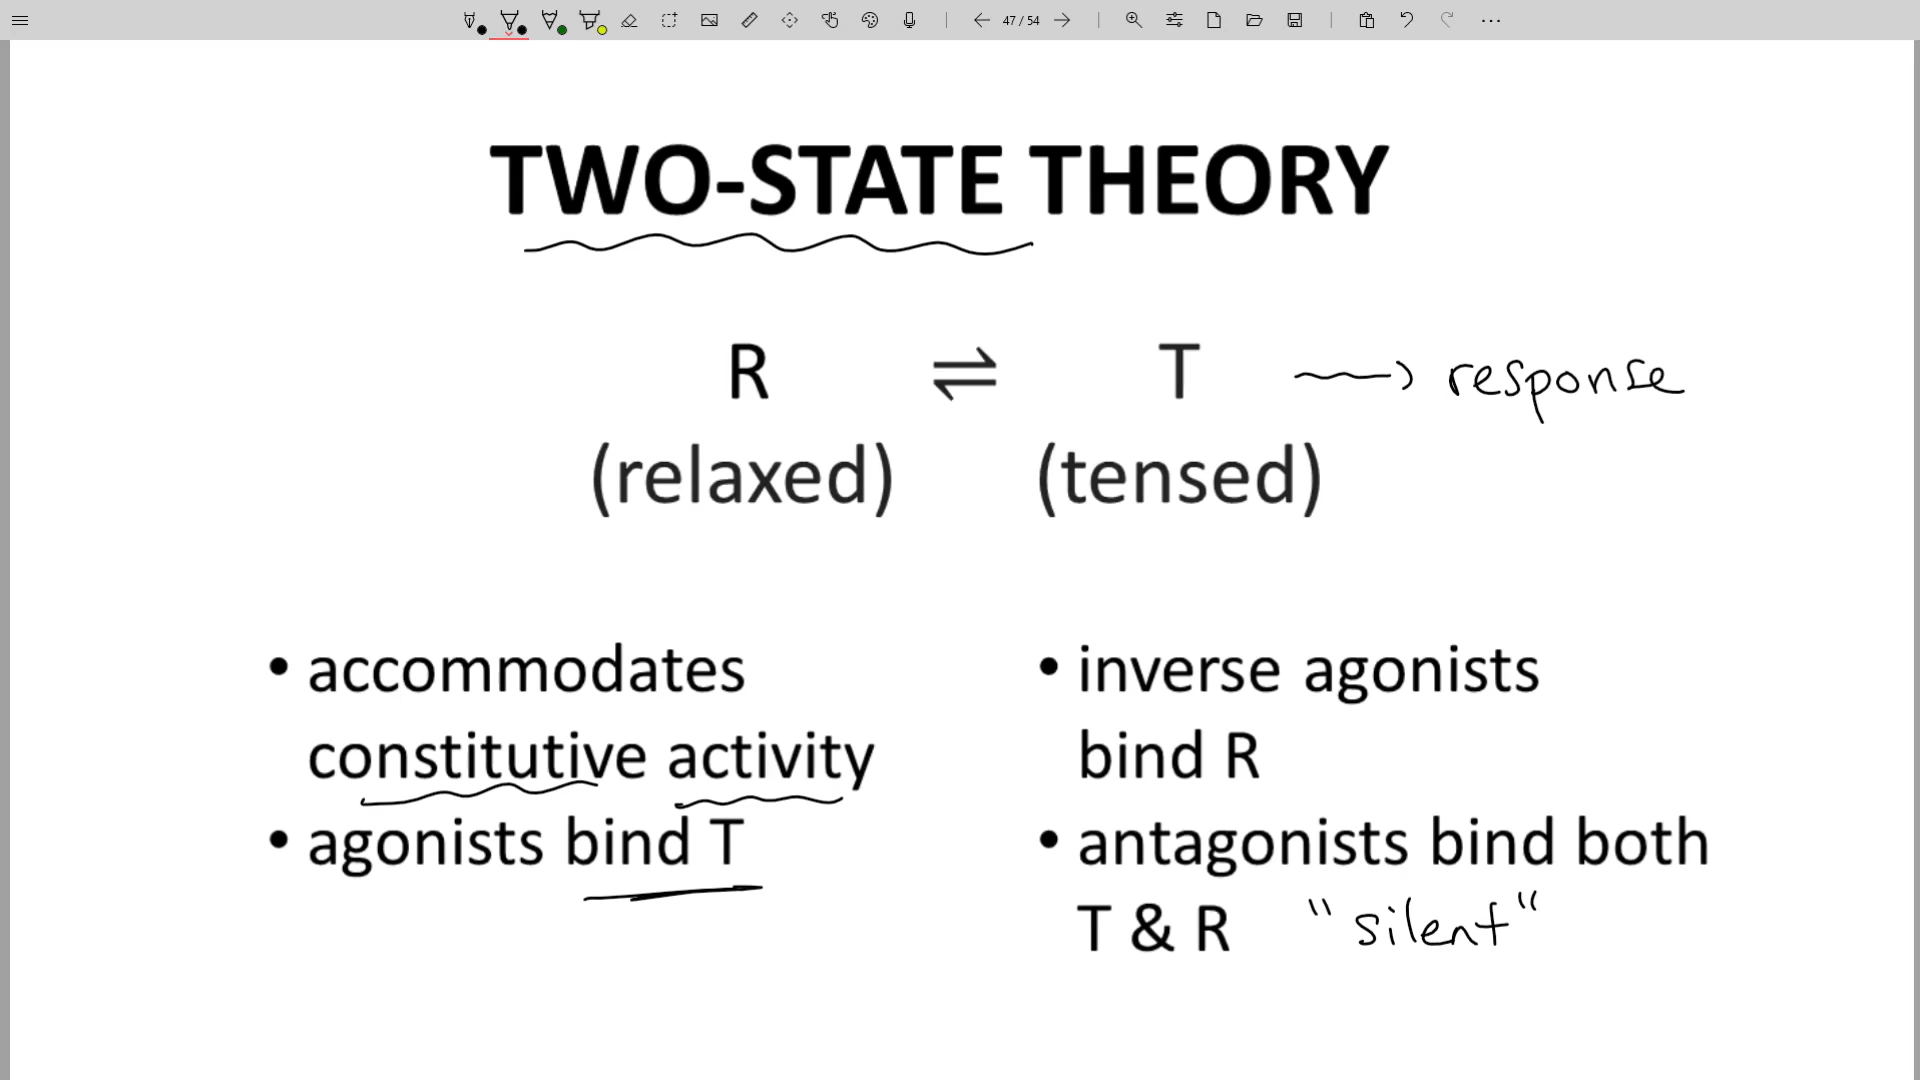 47 / 54
TWO-STATE THEORY
R ⇌ T ⟶ response
(relaxed) (tensed)
• accommodates
constitutive activity
• agonists bind T
• inverse agonists
bind R
• antagonists bind both
T & R "silent"